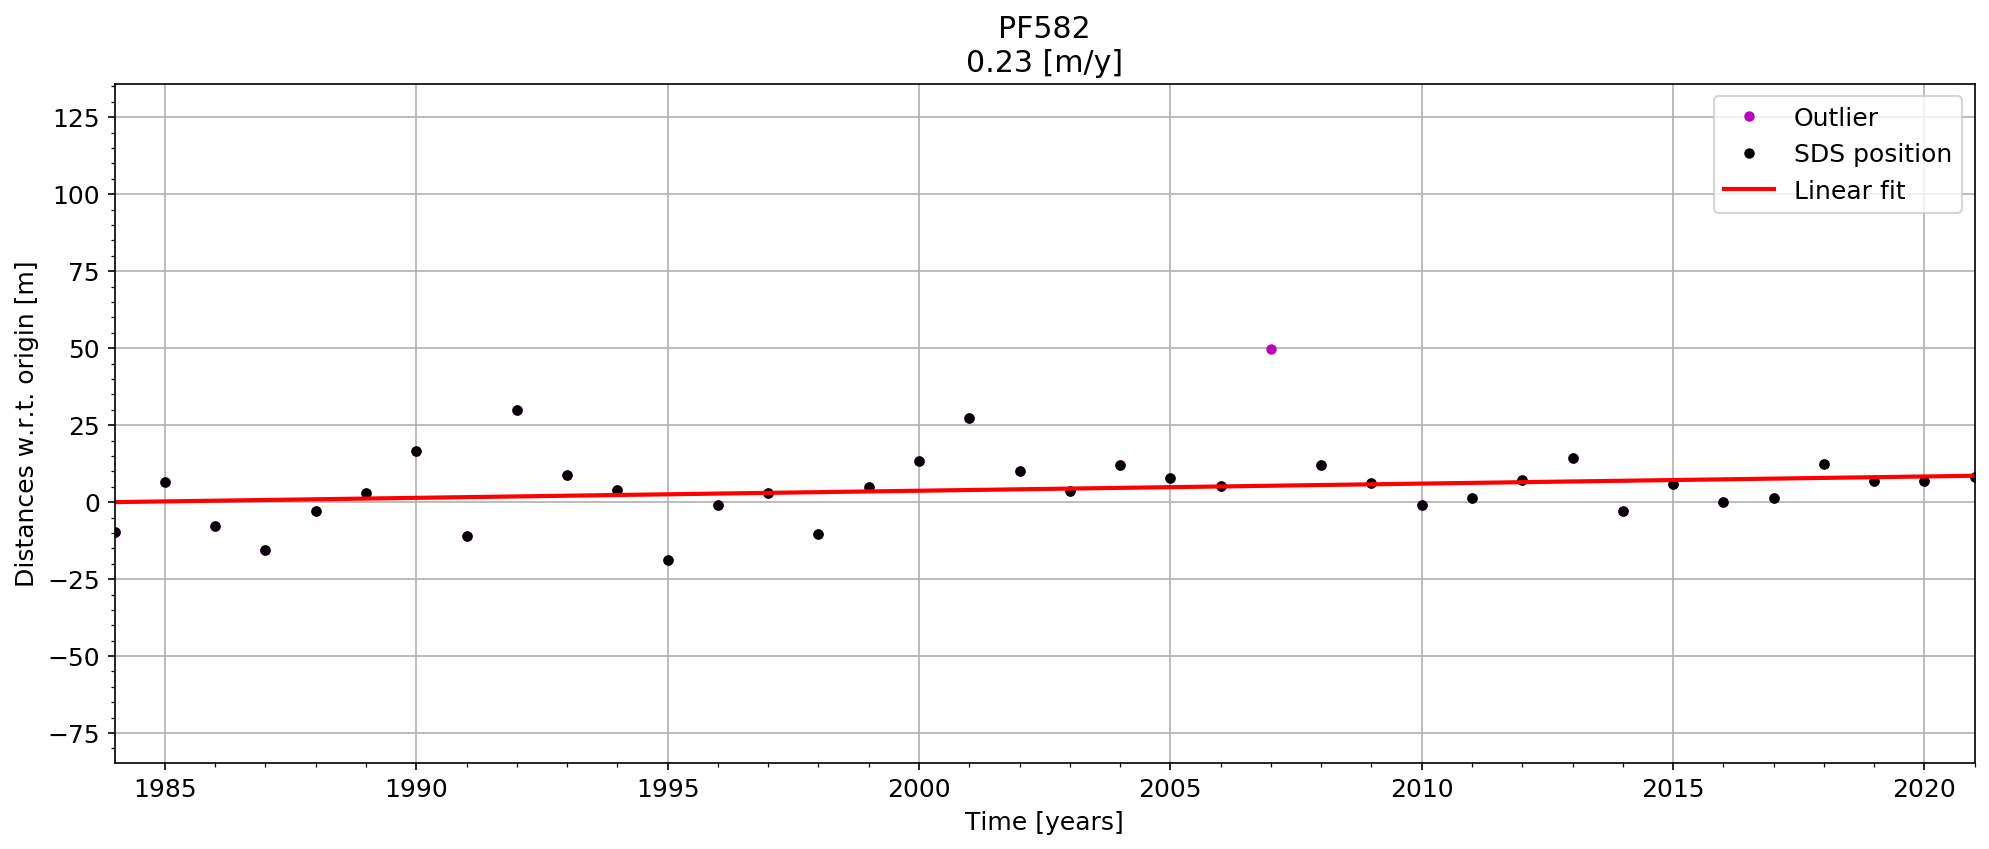 PF582
0.23 [m/y]
Outlier
SDS position
Linear fit
Distances w.r.t. origin [m]
125
100
75
50
25
0
−25
−50
−75
1985
1990
1995
2000
2005
2010
2015
2020
Time [years]